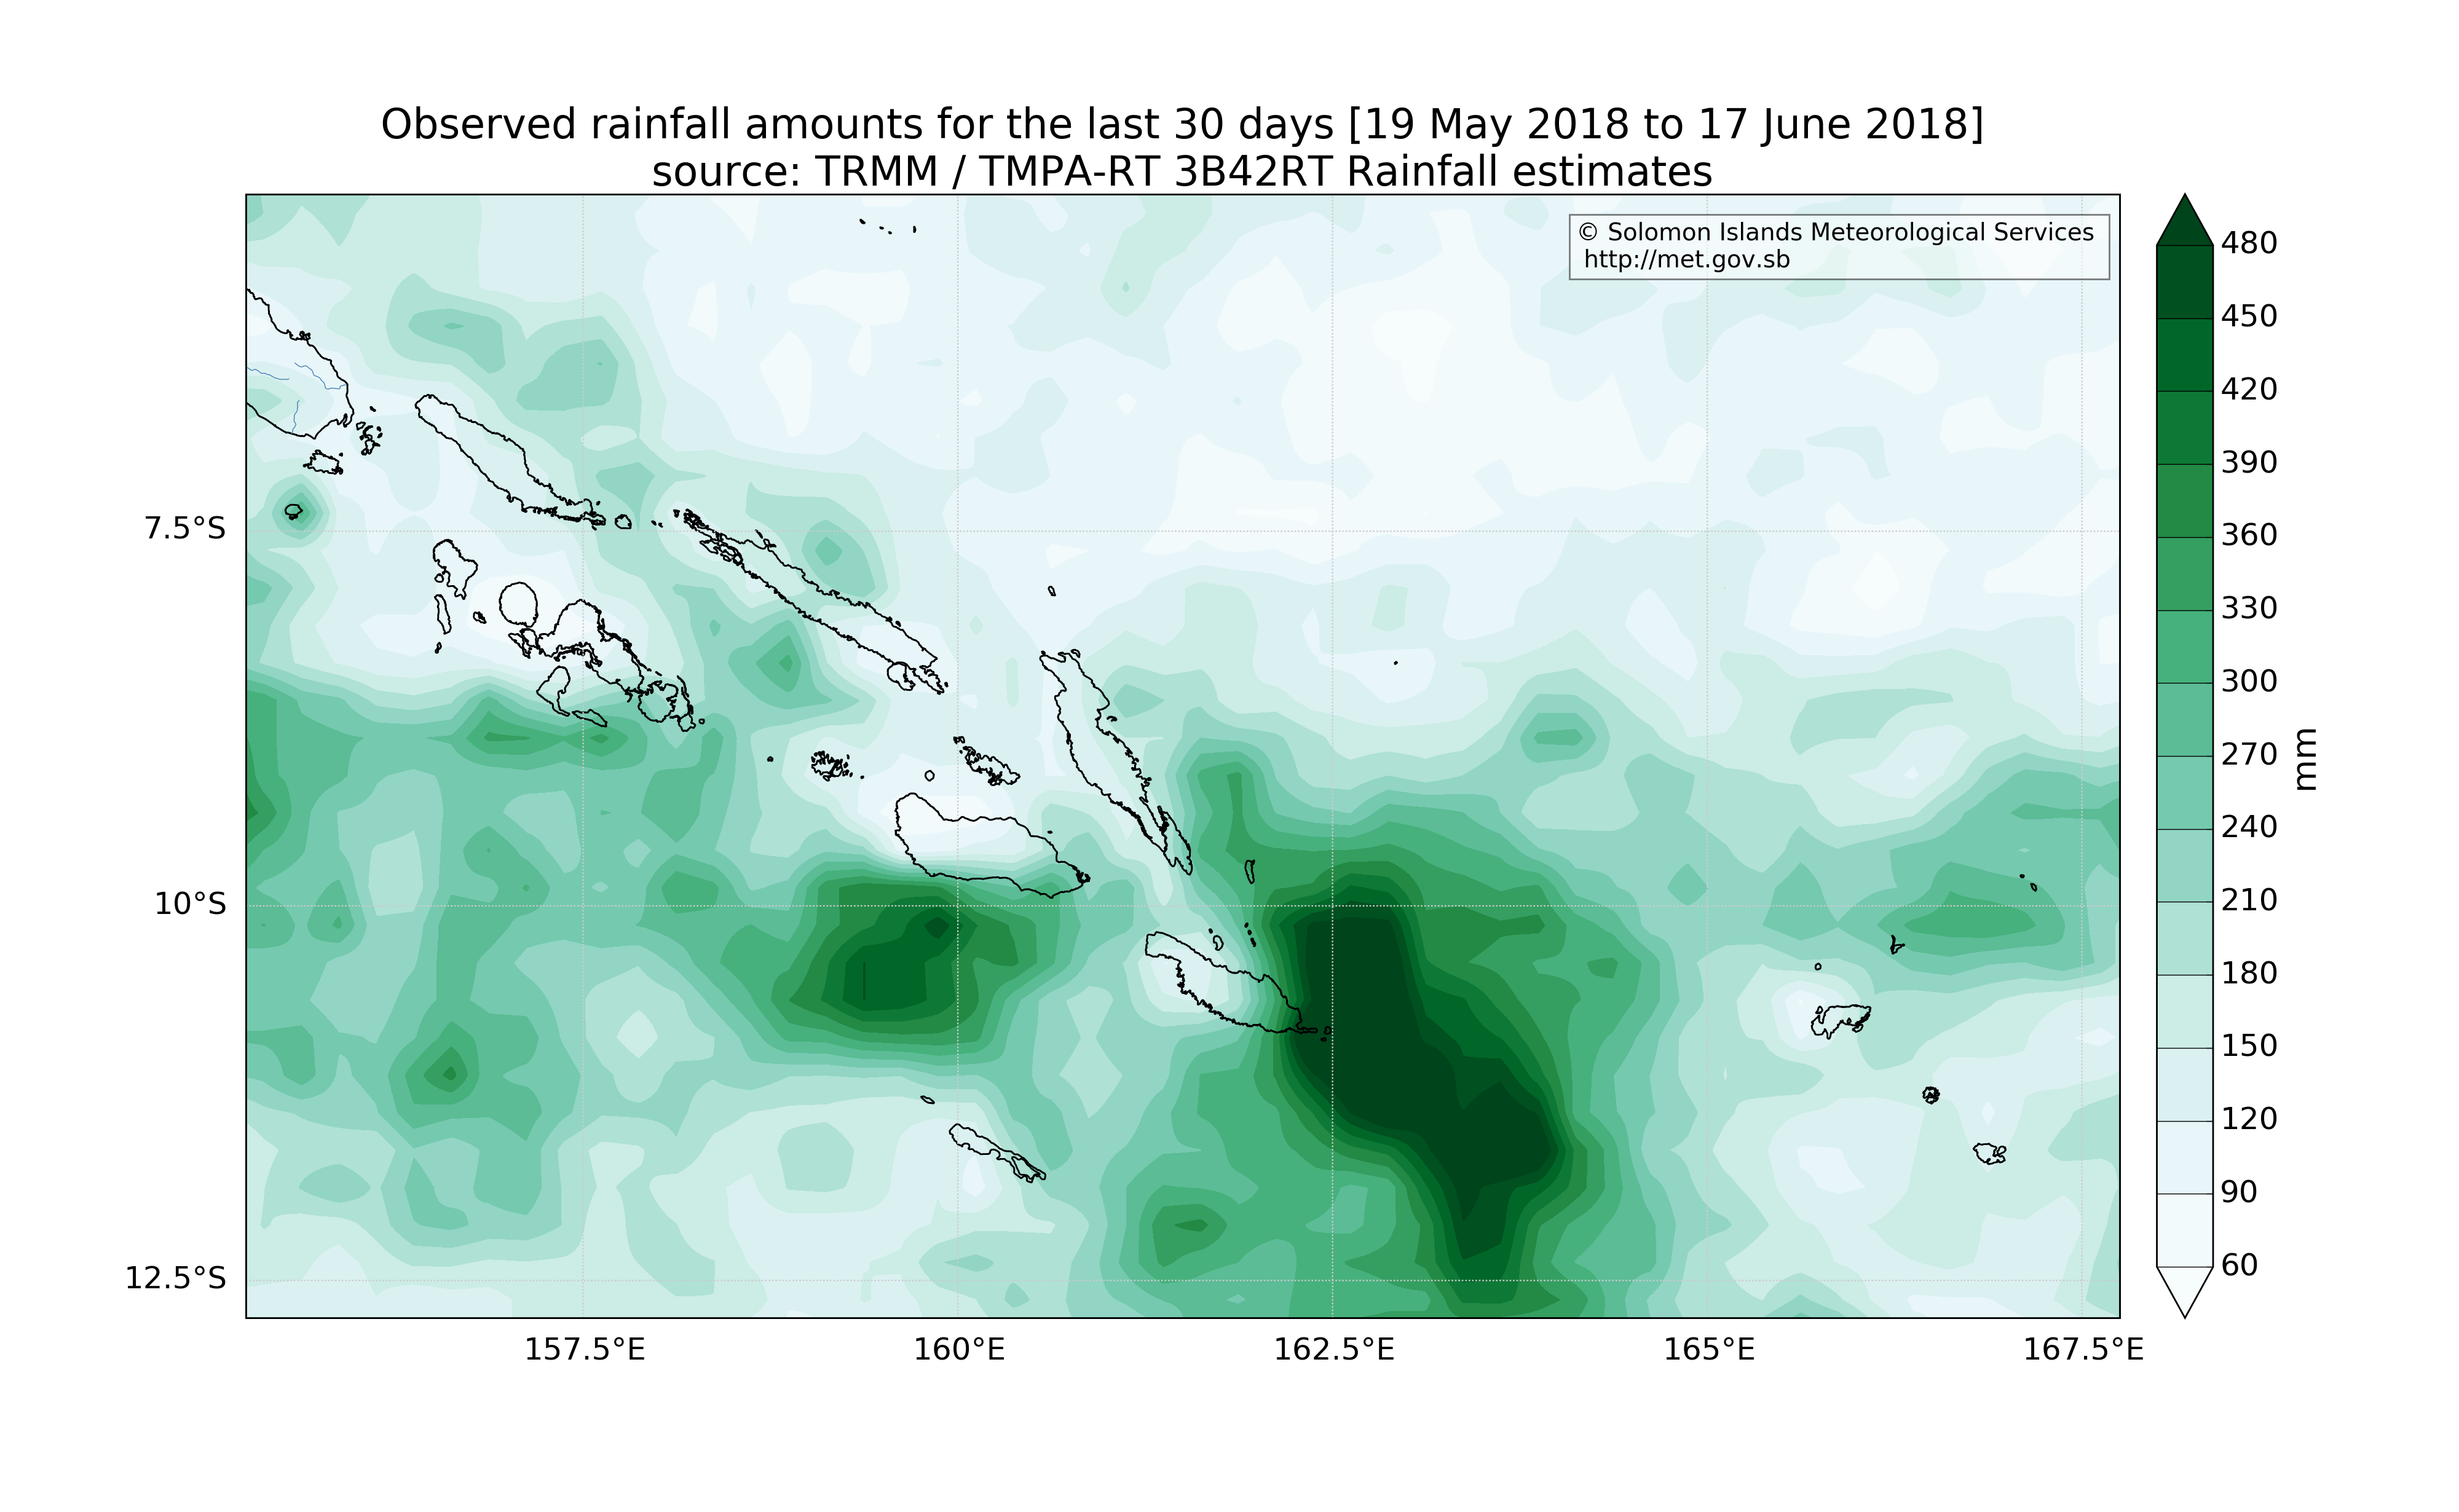 Observed rainfall amounts for the last 30 days [19 May 2018 to 17 June 2018]
source: TRMM / TMPA-RT 3B42RT Rainfall estimates
© Solomon Islands Meteorological Services
http://met.gov.sb
7.5°S
10°S
12.5°S
157.5°E
160°E
162.5°E
165°E
167.5°E
480
450
420
390
360
330
300
270
240
210
180
150
120
90
60
mm